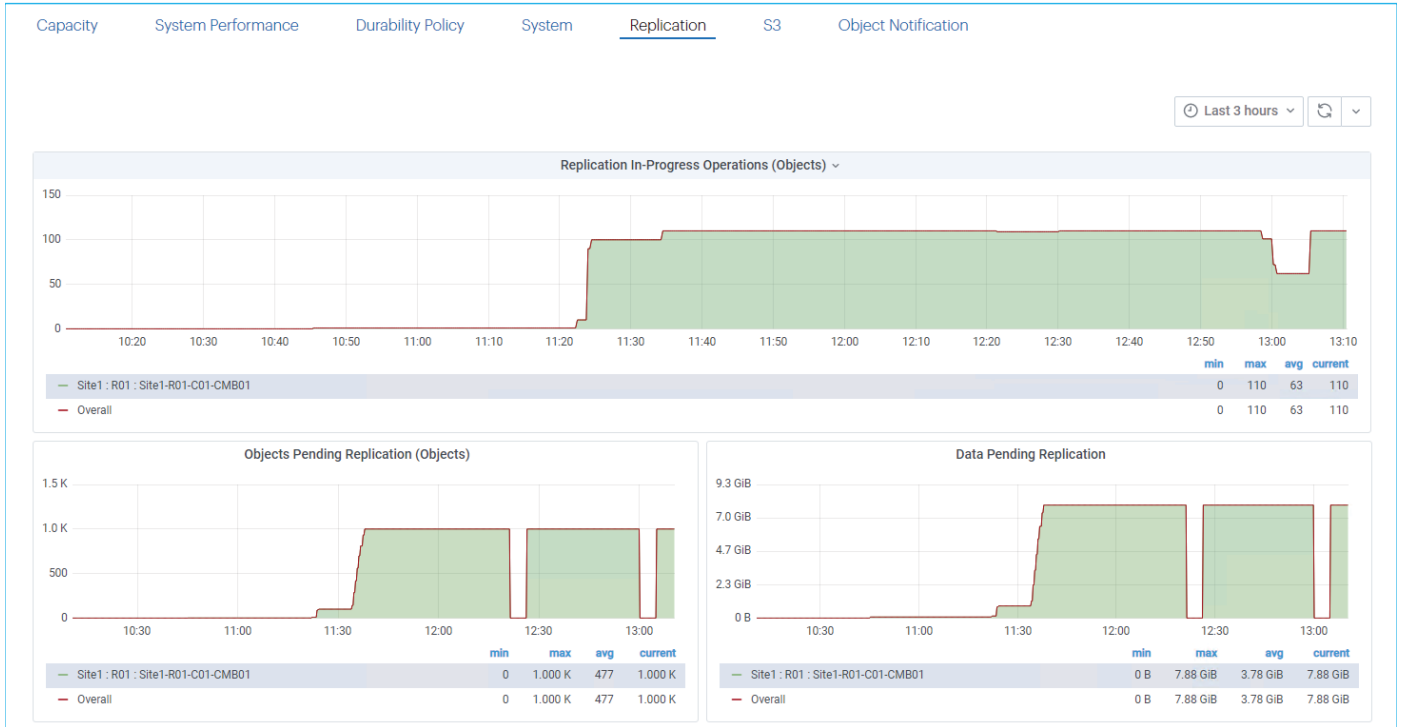 Capacity System Performance Durability Policy System Replication S3 Object Notification
Last 3 hours
Replication In-Progress Operations (Objects)
150
100
50
0
10:20 10:30 10:40 10:50 11:00 11:10 11:20 11:30 11:40 11:50 12:00 12:10 12:20 12:30 12:40 12:50 13:00 13:10
min max avg current
Site1 : R01 : Site1-R01-C01-CMB01 0 110 63 110
Overall 0 110 63 110
Objects Pending Replication (Objects)
1.5 K
1.0 K
500
0
10:30 11:00 11:30 12:00 12:30 13:00
min max avg current
Site1 : R01 : Site1-R01-C01-CMB01 0 1.000 K 477 1.000 K
Overall 0 1.000 K 477 1.000 K
Data Pending Replication
9.3 GiB
7.0 GiB
4.7 GiB
2.3 GiB
0 B
10:30 11:00 11:30 12:00 12:30 13:00
min max avg current
Site1 : R01 : Site1-R01-C01-CMB01 0 B 7.88 GiB 3.78 GiB 7.88 GiB
Overall 0 B 7.88 GiB 3.78 GiB 7.88 GiB